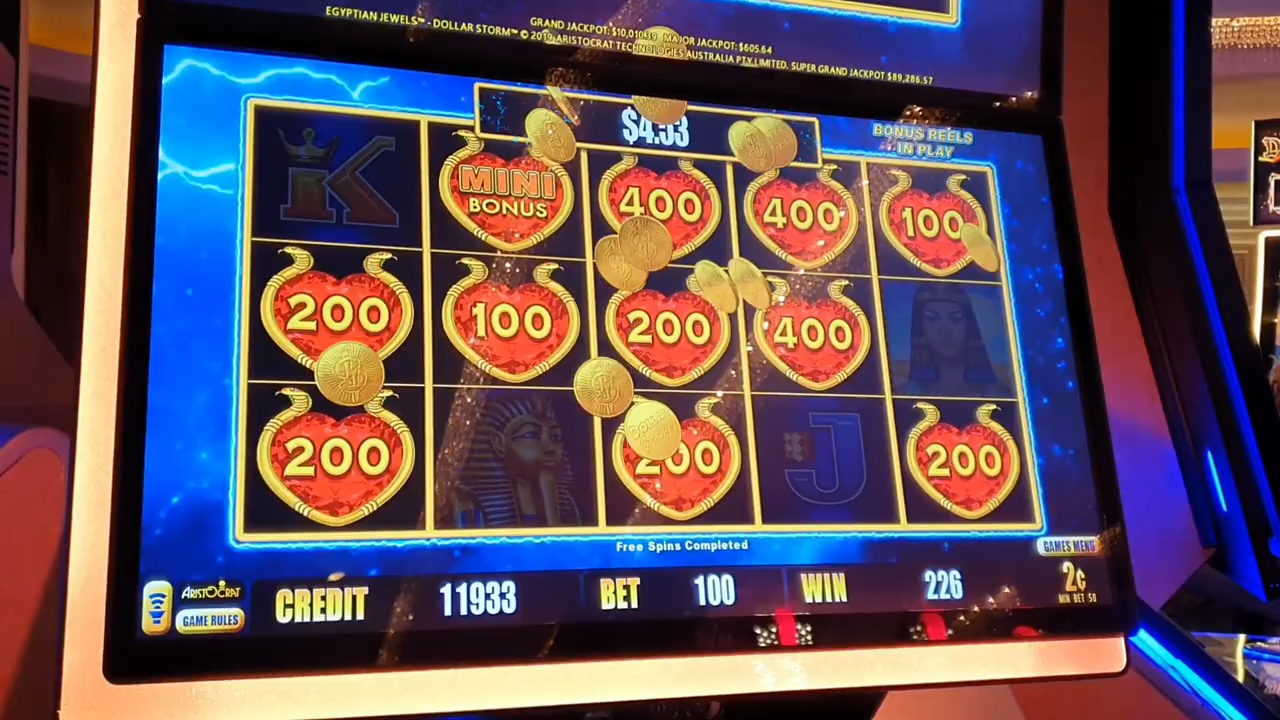 GRAND JACKPOT: $10,010.39 MAJOR JACKPOT: $605.64
EGYPTIAN JEWELS™ - DOLLAR STORM™ © 2019 ARISTOCRAT TECHNOLOGIES AUSTRALIA PTY LIMITED, SUPER GRAND JACKPOT $89,286.57
$4.53
BONUS REELS
IN PLAY
K
MINI
BONUS
400
400
100
200
100
200
400
200
200
J
200
Free Spins Completed
GAMES MENU
ARISTOCRAT
GAME RULES
CREDIT 11933 BET 100 WIN 226
2¢
MIN BET 50